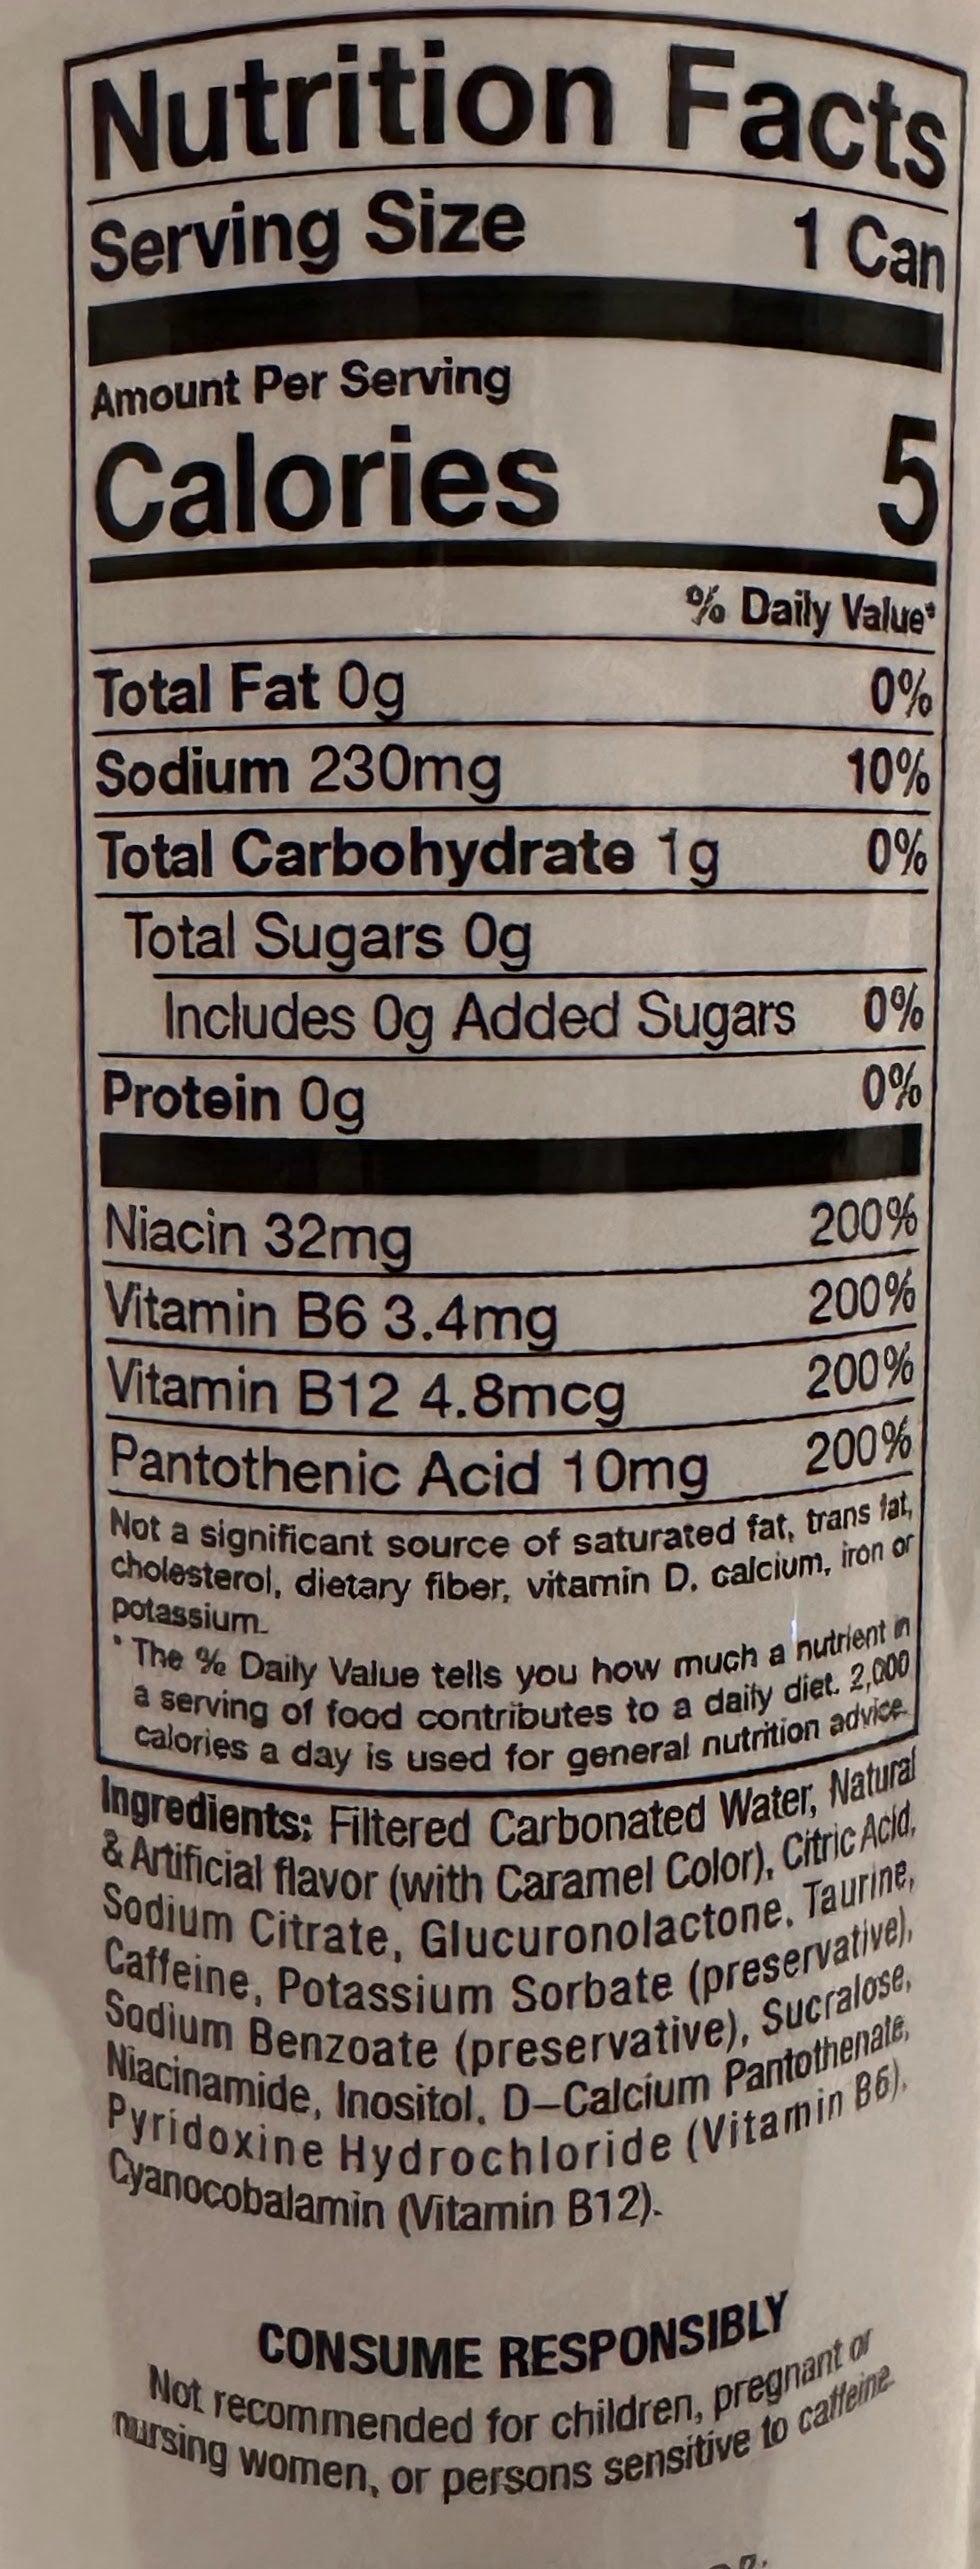 Nutrition Facts
Serving Size 1 Can
Amount Per Serving
Calories 5
% Daily Value*
Total Fat 0g 0%
Sodium 230mg 10%
Total Carbohydrate 1g 0%
Total Sugars 0g
Includes 0g Added Sugars 0%
Protein 0g 0%
Niacin 32mg 200%
Vitamin B6 3.4mg 200%
Vitamin B12 4.8mcg 200%
Pantothenic Acid 10mg 200%
Not a significant source of saturated fat, trans fat,
cholesterol, dietary fiber, vitamin D, calcium, iron or
potassium.
* The % Daily Value tells you how much a nutrient in
a serving of food contributes to a daily diet. 2,000
calories a day is used for general nutrition advice.
Ingredients: Filtered Carbonated Water, Natural
& Artificial flavor (with Caramel Color), Citric Acid,
Sodium Citrate, Glucuronolactone, Taurine,
Caffeine, Potassium Sorbate (preservative),
Sodium Benzoate (preservative), Sucralose,
Niacinamide, Inositol, D-Calcium Pantothenate,
Pyridoxine Hydrochloride (Vitamin B6),
Cyanocobalamin (Vitamin B12).
CONSUME RESPONSIBLY
Not recommended for children, pregnant or
nursing women, or persons sensitive to caffeine.